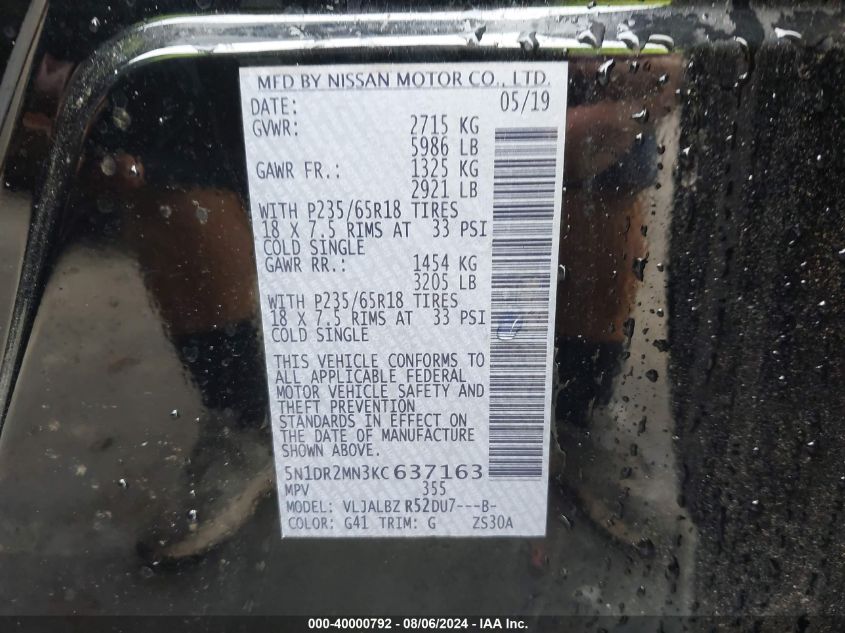 MFD BY NISSAN MOTOR CO., LTD.
DATE: 05/19
GVWR: 2715 KG
5986 LB
GAWR FR.: 1325 KG
2921 LB
WITH P235/65R18 TIRES
18 X 7.5 RIMS AT 33 PSI
COLD SINGLE
GAWR RR.: 1454 KG
3205 LB
WITH P235/65R18 TIRES
18 X 7.5 RIMS AT 33 PSI
COLD SINGLE
THIS VEHICLE CONFORMS TO
ALL APPLICABLE FEDERAL
MOTOR VEHICLE SAFETY AND
THEFT PREVENTION
STANDARDS IN EFFECT ON
THE DATE OF MANUFACTURE
SHOWN ABOVE.
5N1DR2MN3KC637163
MPV 355
MODEL: VLJALBZ R52DU7---B-
COLOR: G41 TRIM: G ZS30A
000-40000792 - 08/06/2024 - IAA Inc.